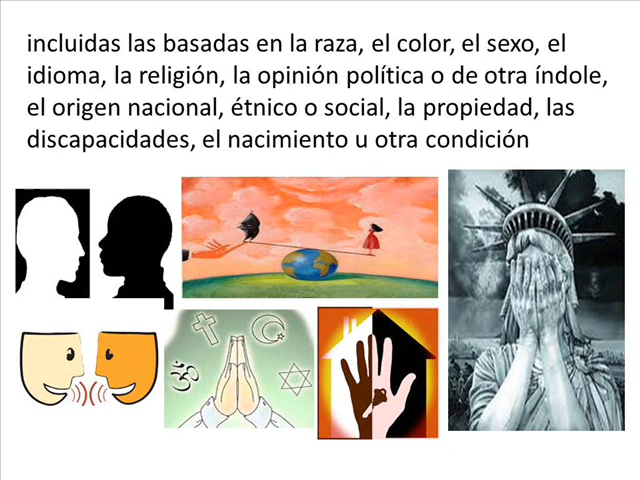 incluidas las basadas en la raza, el color, el sexo, el
idioma, la religión, la opinión política o de otra índole,
el origen nacional, étnico o social, la propiedad, las
discapacidades, el nacimiento u otra condición